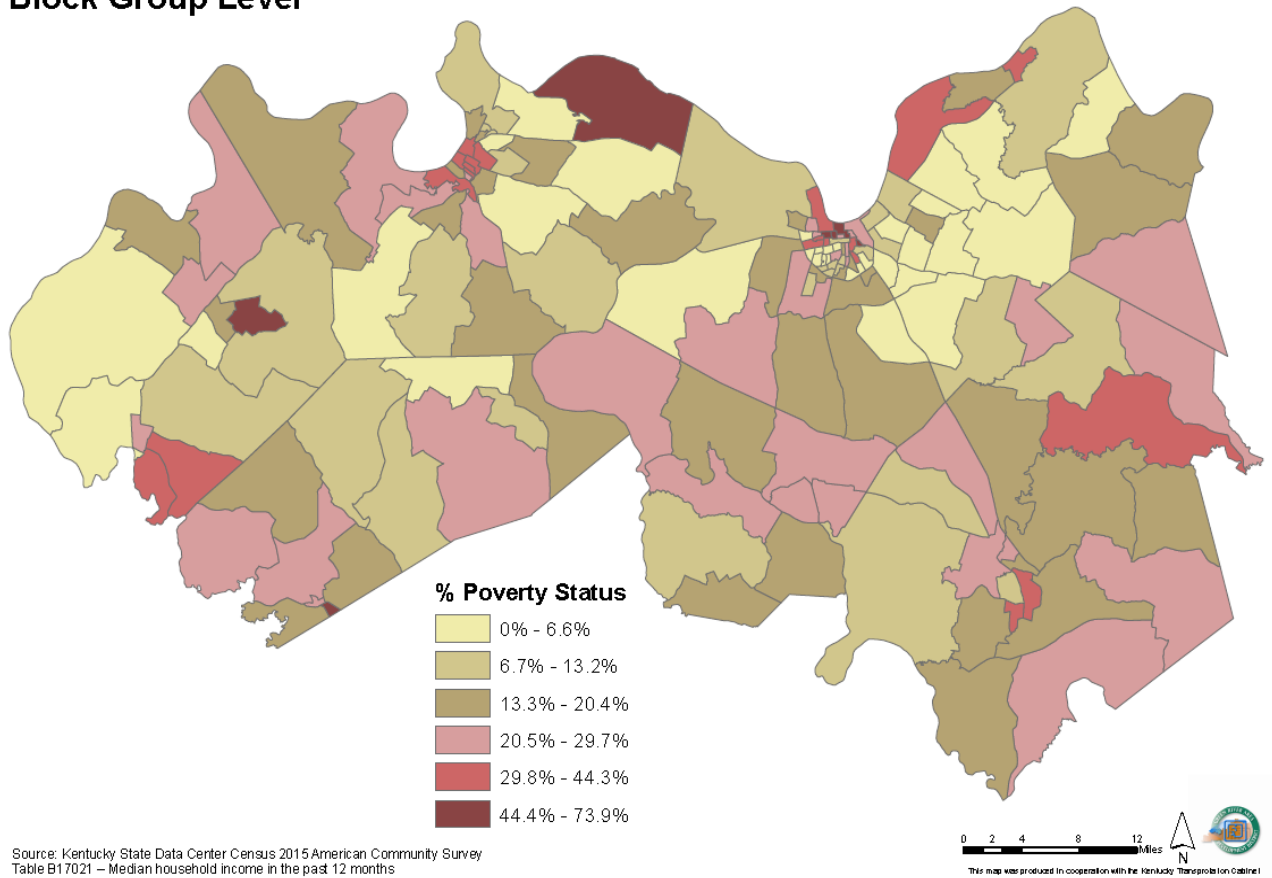 Block Group Level
% Poverty Status
0% - 6.6%
6.7% - 13.2%
13.3% - 20.4%
20.5% - 29.7%
29.8% - 44.3%
44.4% - 73.9%
0 2 4 8 12
Miles
N
Source: Kentucky State Data Center Census 2015 American Community Survey
Table B17021 – Median household income in the past 12 months
This map was produced in cooperation with the Kentucky Transportation Cabinet